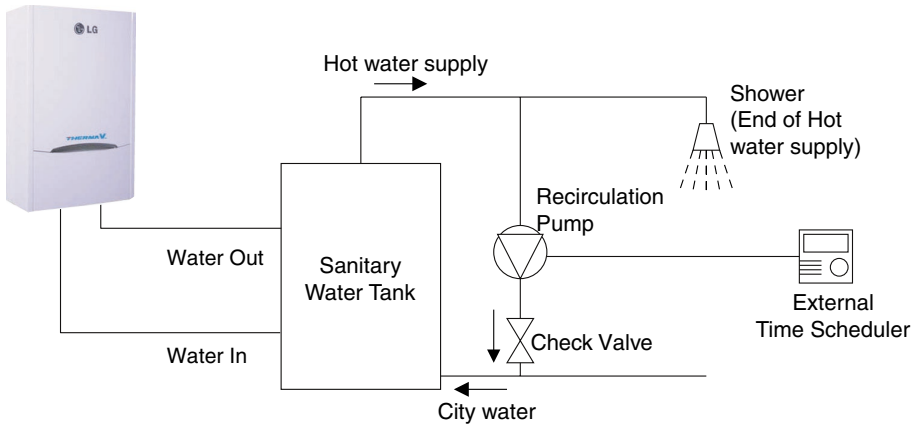 LG
THERMA V.
Hot water supply
Shower
(End of Hot
water supply)
Recirculation
Pump
Water Out
Sanitary
Water Tank
External
Time Scheduler
Check Valve
Water In
City water